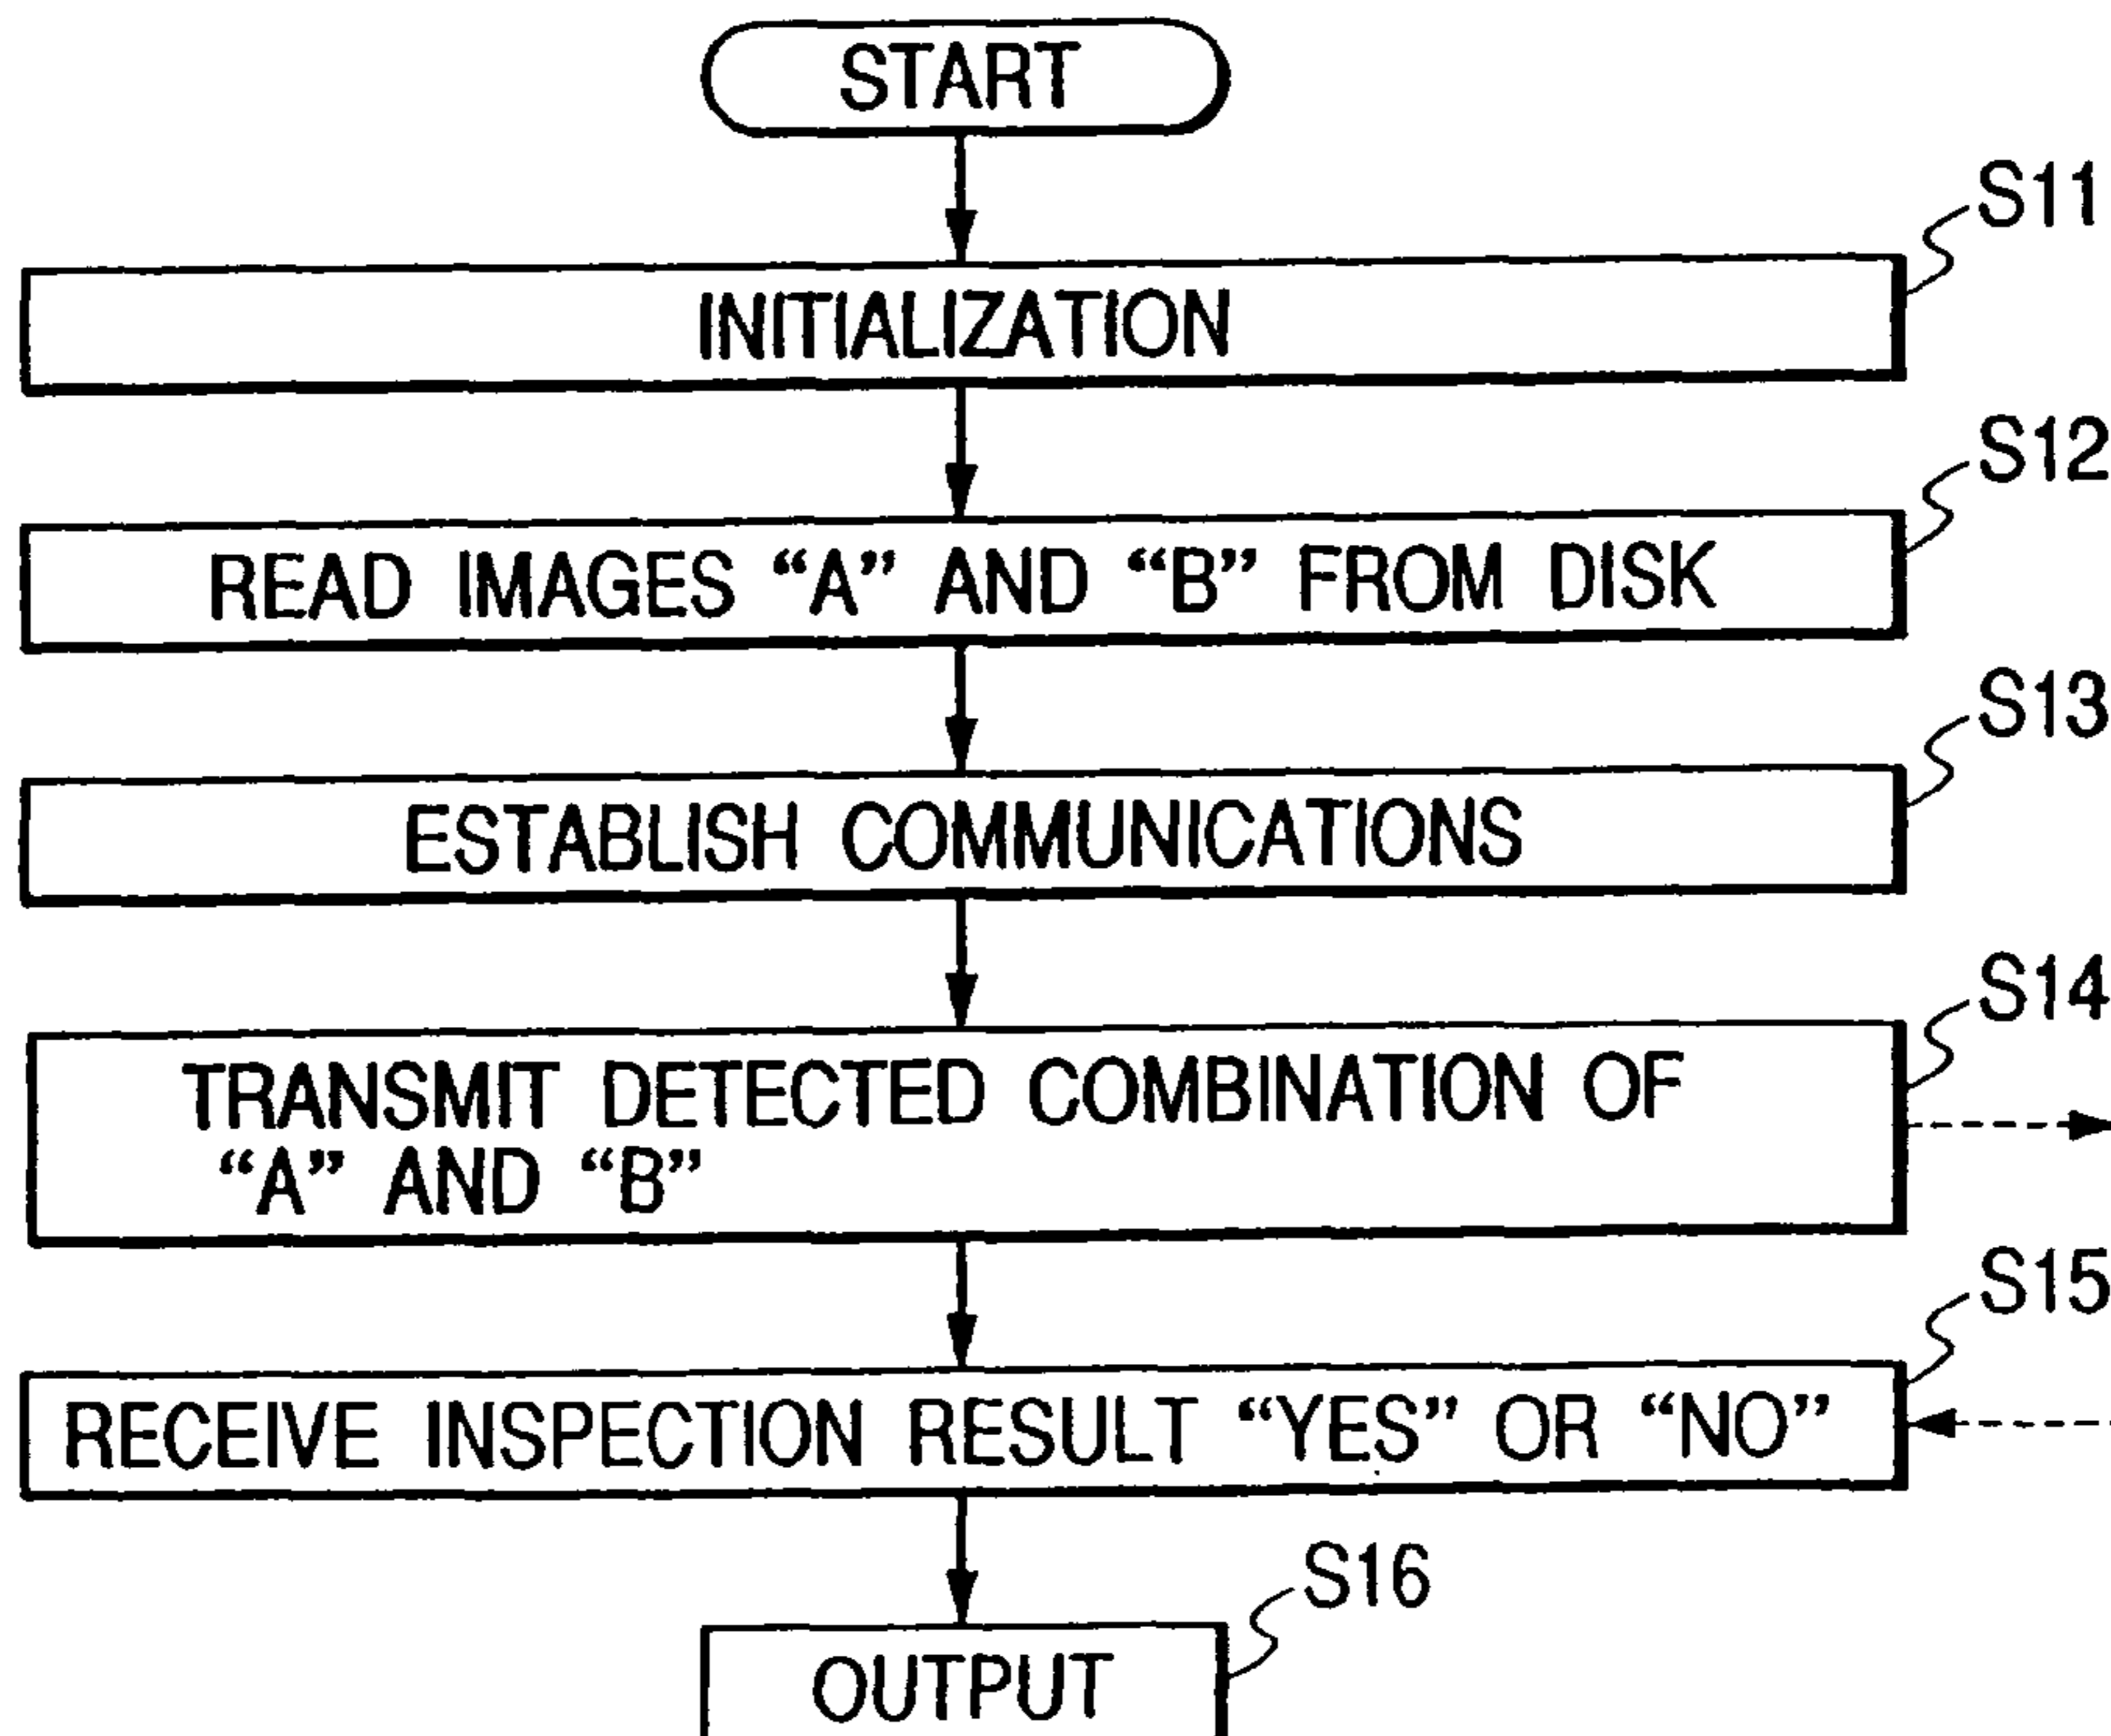 START
S11
INITIALIZATION
S12
READ IMAGES “A” AND “B” FROM DISK
S13
ESTABLISH COMMUNICATIONS
S14
TRANSMIT DETECTED COMBINATION OF
“A” AND “B”
S15
RECEIVE INSPECTION RESULT “YES” OR “NO”
S16
OUTPUT